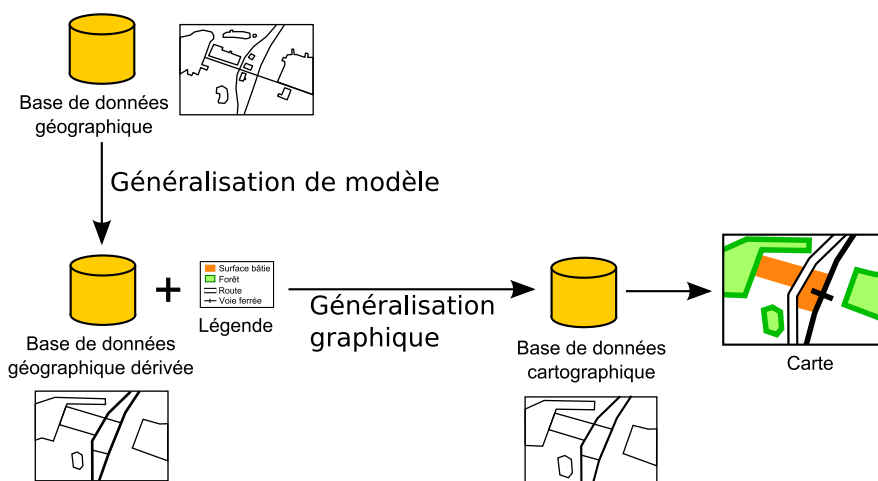 Base de données
géographique
Généralisation de modèle
Base de données
géographique dérivée
+
Surface bâtie
Forêt
Route
Voie ferrée
Légende
Généralisation
graphique
Base de données
cartographique
Carte